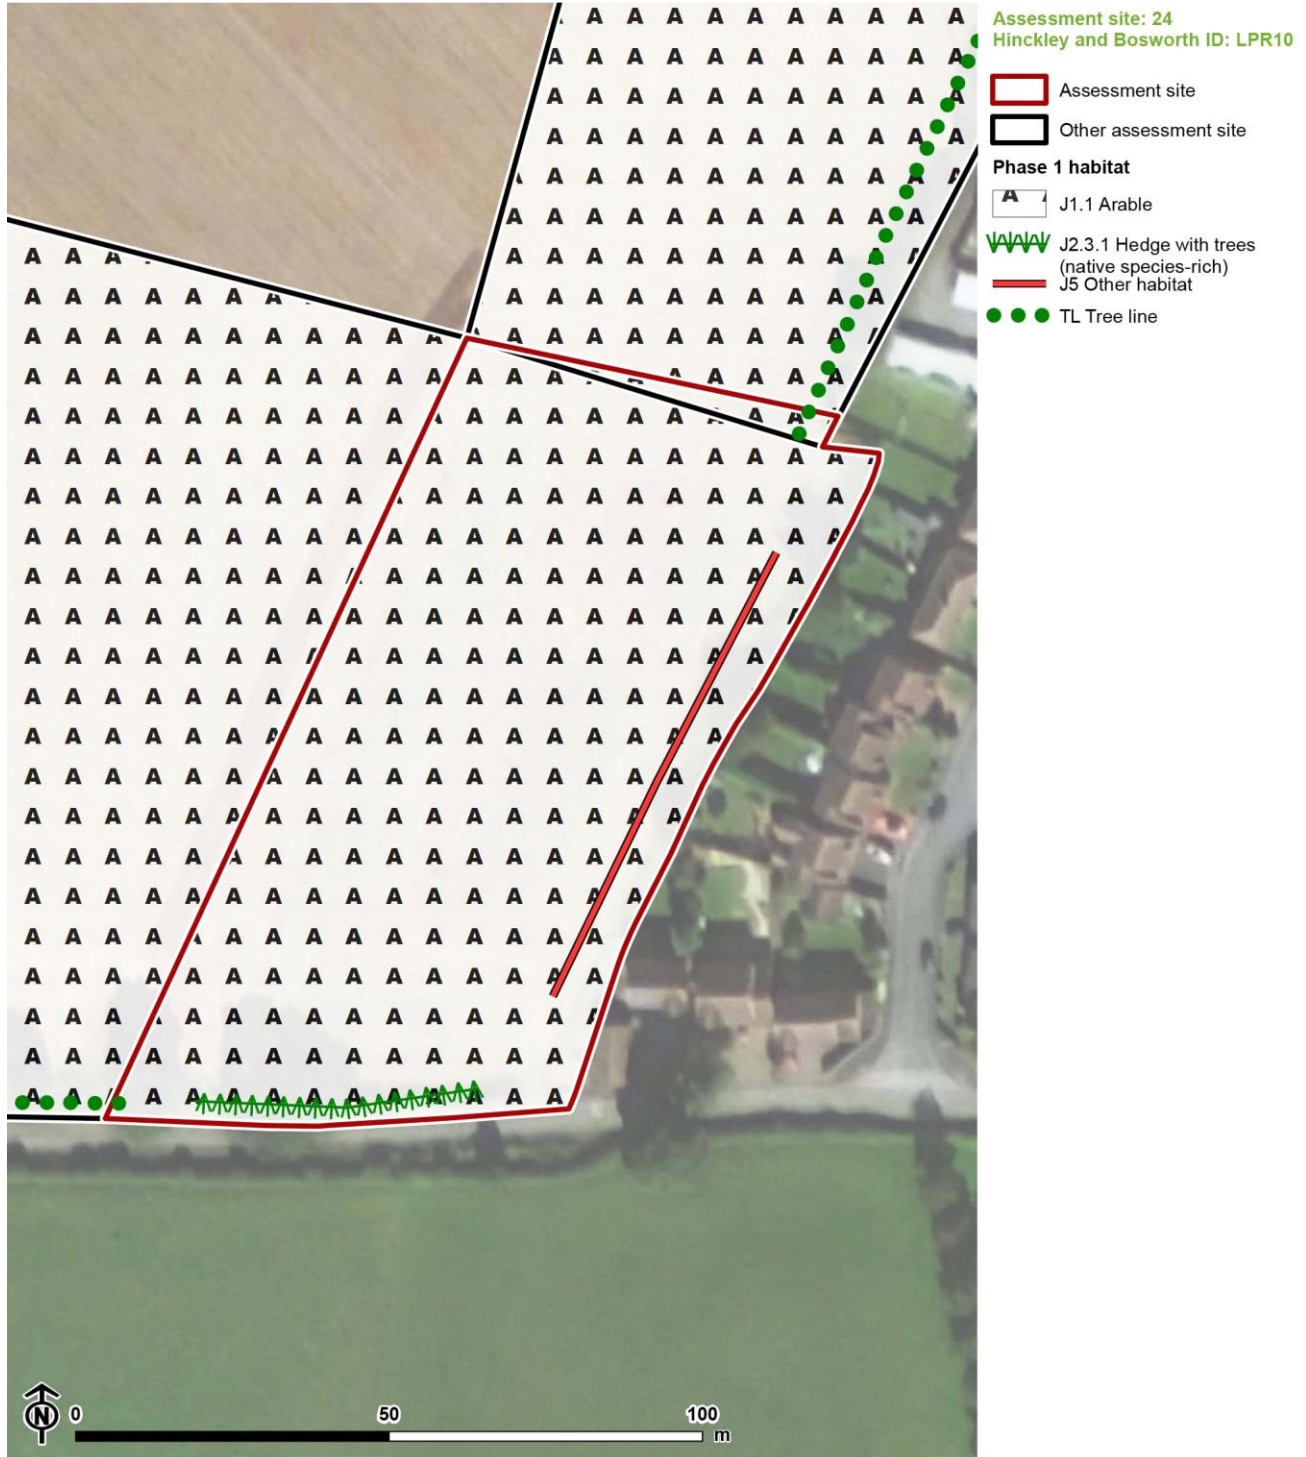 Assessment site: 24
Hinckley and Bosworth ID: LPR10
Assessment site
Other assessment site
Phase 1 habitat
A J1.1 Arable
J2.3.1 Hedge with trees
(native species-rich)
J5 Other habitat
TL Tree line
N 0 50 100
m